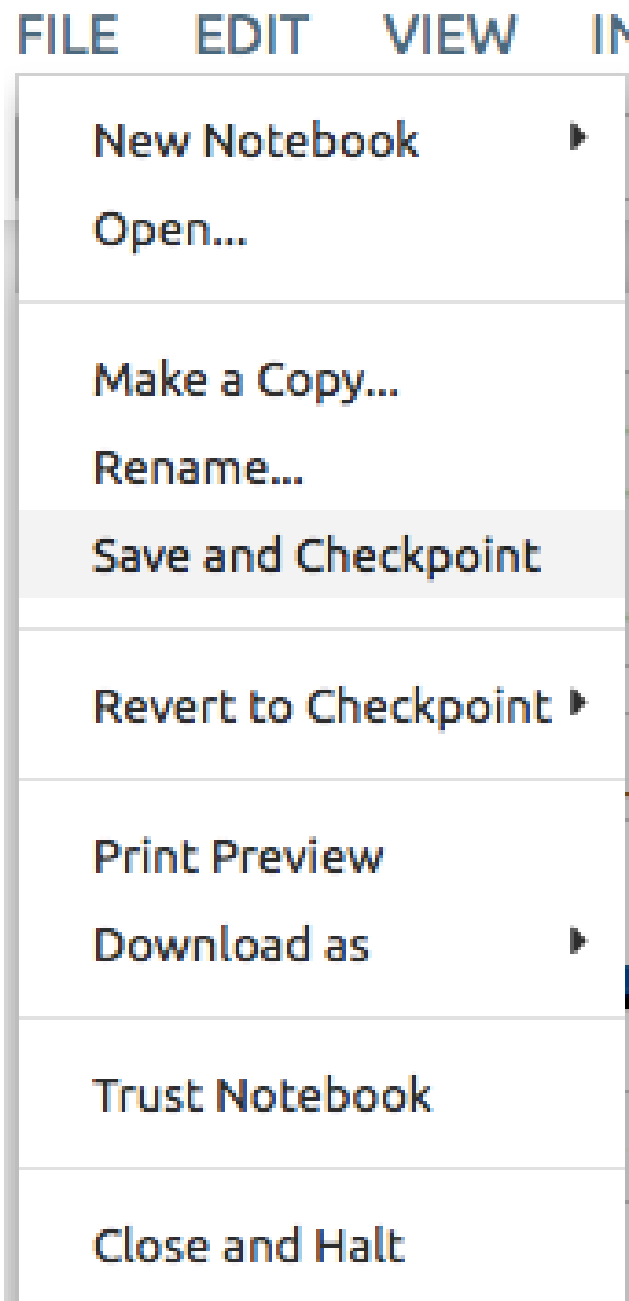 FILE EDIT VIEW
New Notebook
Open...
Make a Copy...
Rename...
Save and Checkpoint
Revert to Checkpoint
Print Preview
Download as
Trust Notebook
Close and Halt